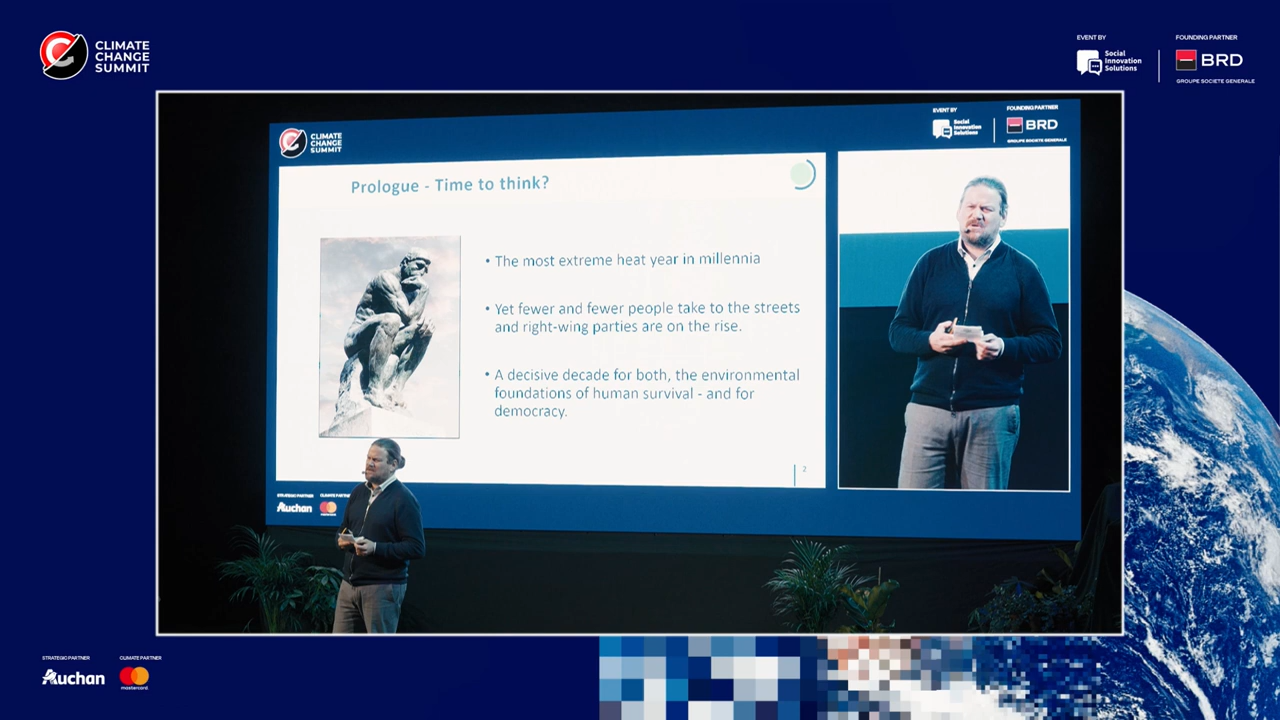 CLIMATE
CHANGE
SUMMIT
EVENT BY
Social
Innovation
Solutions
FOUNDING PARTNER
BRD
GROUPE SOCIETE GENERALE
CLIMATE
CHANGE
SUMMIT
EVENT BY
Social
Innovation
Solutions
FOUNDING PARTNER
BRD
GROUPE SOCIETE GENERALE
Prologue - Time to think?
• The most extreme heat year in millennia
• Yet fewer and fewer people take to the streets
and right-wing parties are on the rise.
• A decisive decade for both, the environmental
foundations of human survival - and for
democracy.
2
STRATEGIC PARTNER
Auchan
CLIMATE
mastercard
STRATEGIC PARTNER
Auchan
CLIMATE PARTNER
mastercard